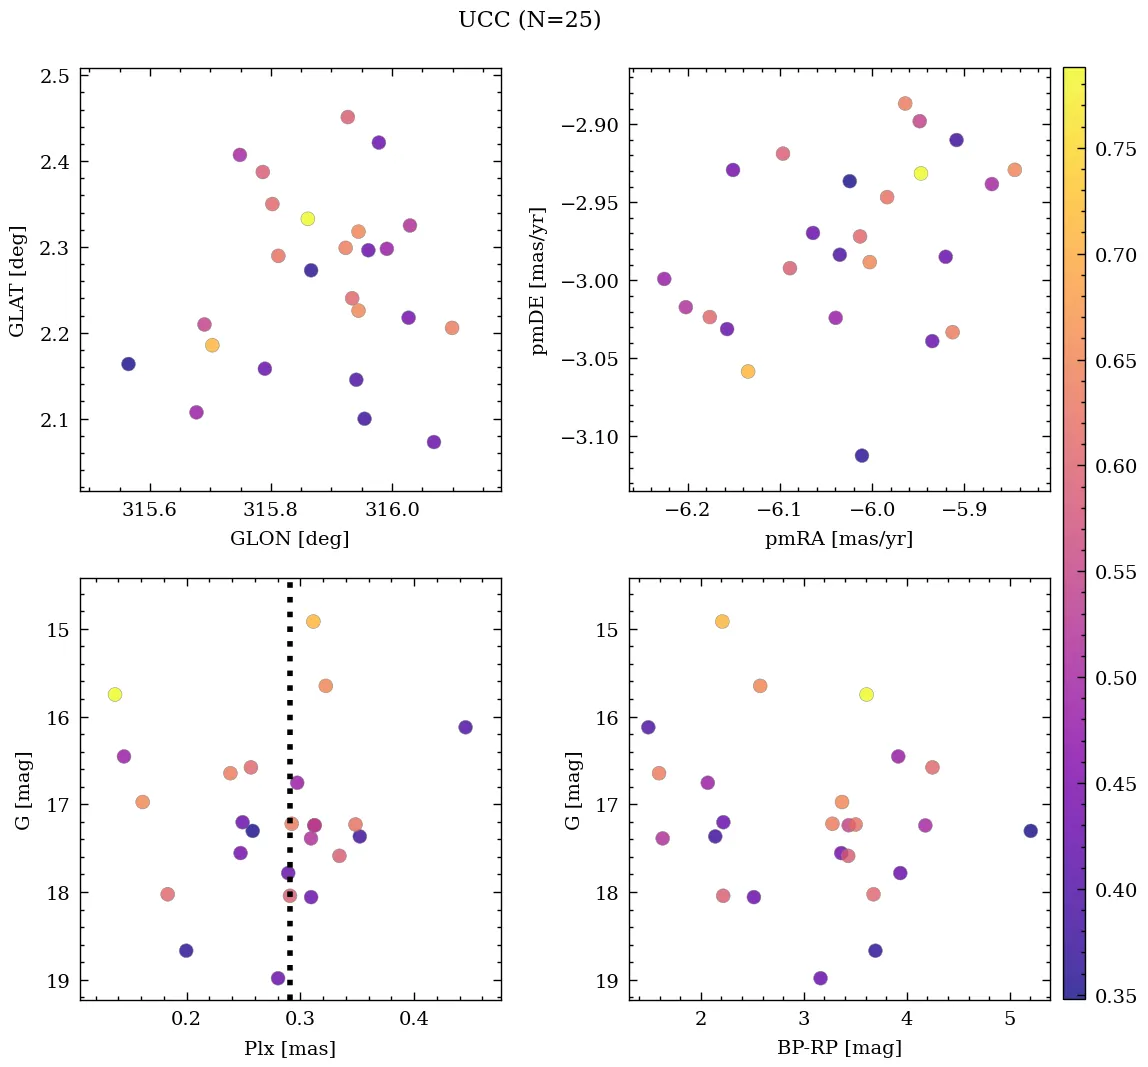 UCC (N=25)
2.5
2.4
2.3
2.2
2.1
GLAT [deg]
315.6 315.8 316.0
GLON [deg]
−2.90
−2.95
−3.00
−3.05
−3.10
pmDE [mas/yr]
−6.2 −6.1 −6.0 −5.9
pmRA [mas/yr]
15
16
17
18
19
G [mag]
0.2 0.3 0.4
Plx [mas]
15
16
17
18
19
G [mag]
2 3 4 5
BP-RP [mag]
0.75
0.70
0.65
0.60
0.55
0.50
0.45
0.40
0.35